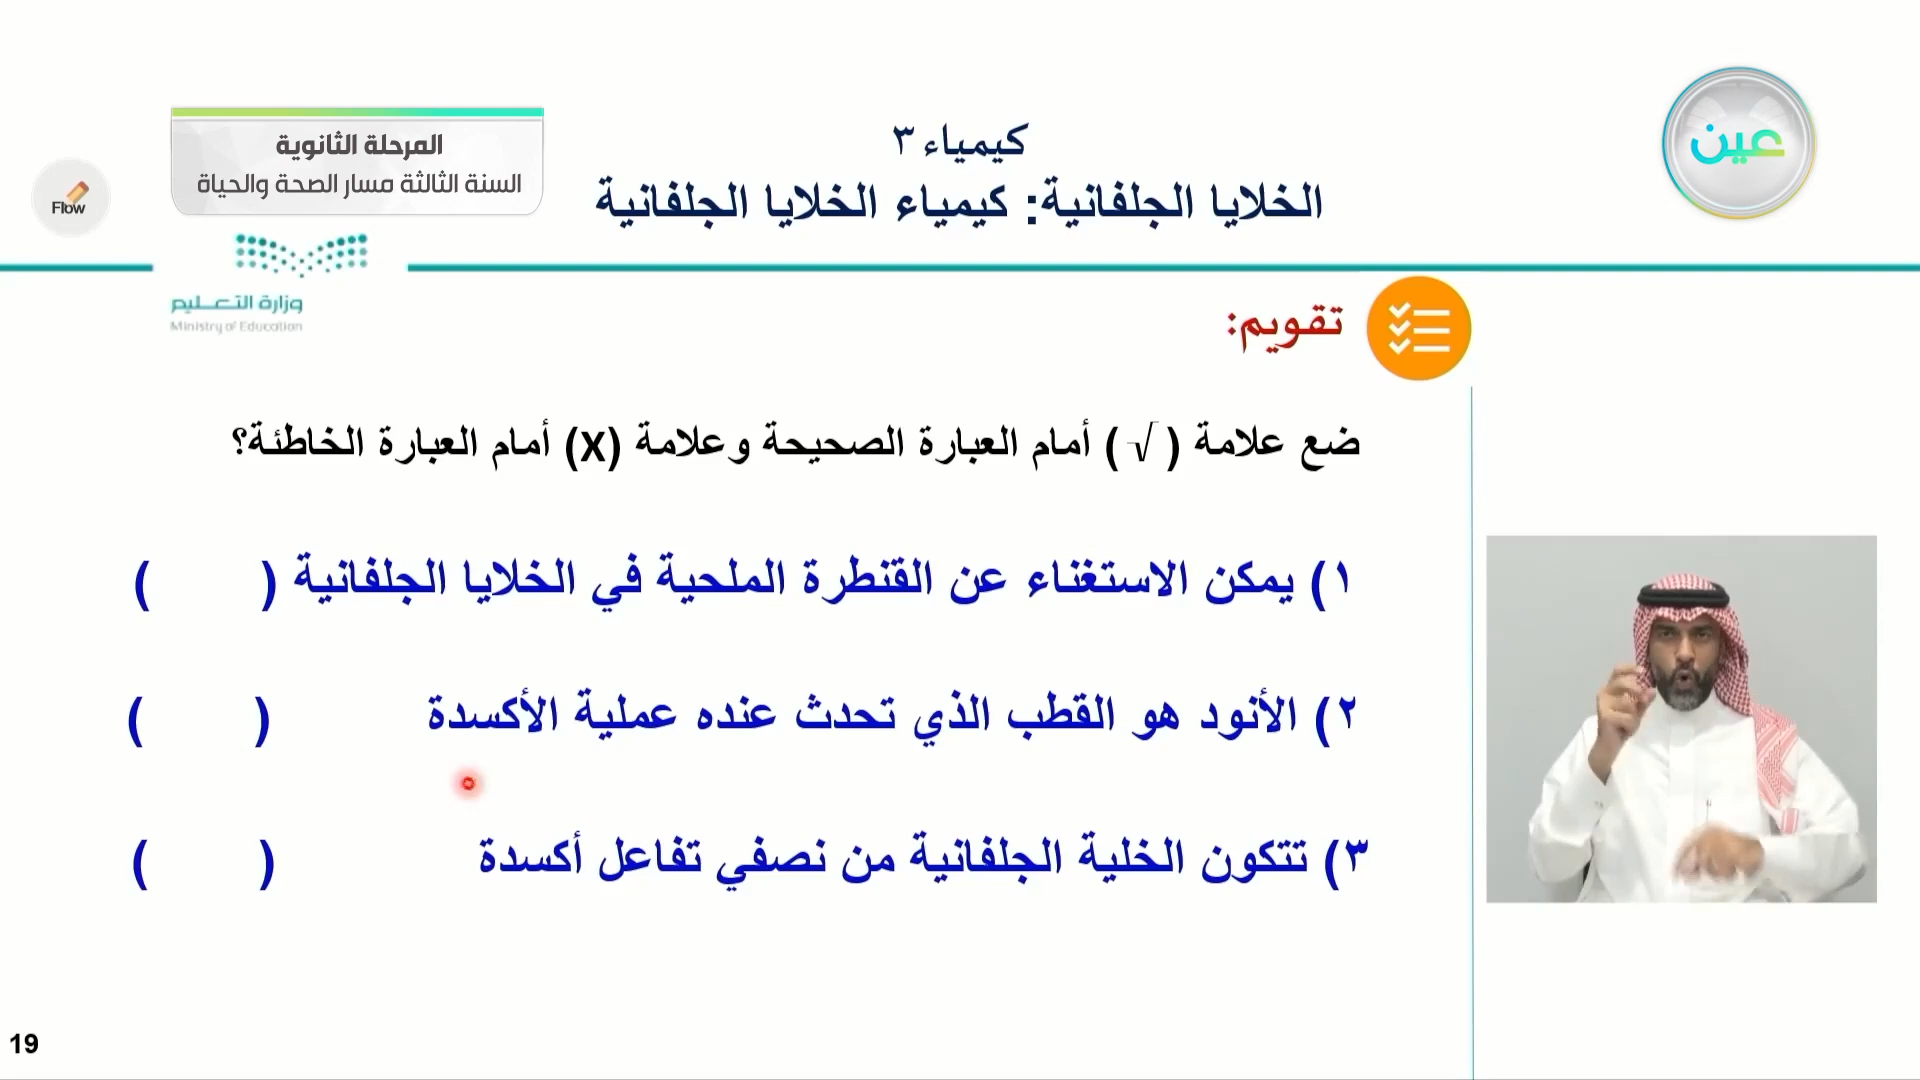 كيمياء ٣
الخلايا الجلفانية: كيمياء الخلايا الجلفانية
عين
المرحلة الثانوية
السنة الثالثة مسار الصحة والحياة
Flow
وزارة التعليم
Ministry of Education
تقويم:
ضع علامة ( √ ) أمام العبارة الصحيحة وعلامة (X) أمام العبارة الخاطئة؟
١) يمكن الاستغناء عن القنطرة الملحية في الخلايا الجلفانية ( )
٢) الأنود هو القطب الذي تحدث عنده عملية الأكسدة ( )
٣) تتكون الخلية الجلفانية من نصفي تفاعل أكسدة ( )
19